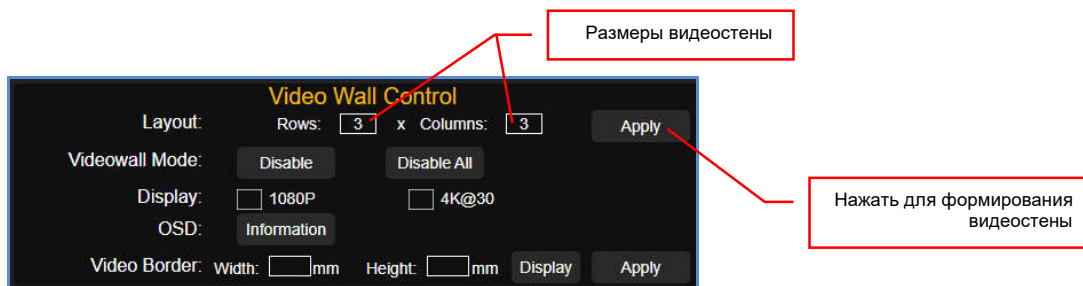 Размеры видеостены
Video Wall Control
Layout: Rows: 3 x Columns: 3 Apply
Videowall Mode: Disable Disable All
Display: 1080P 4K@30
Нажать для формирования
видеостены
OSD: Information
Video Border: Width: mm Height: mm Display Apply